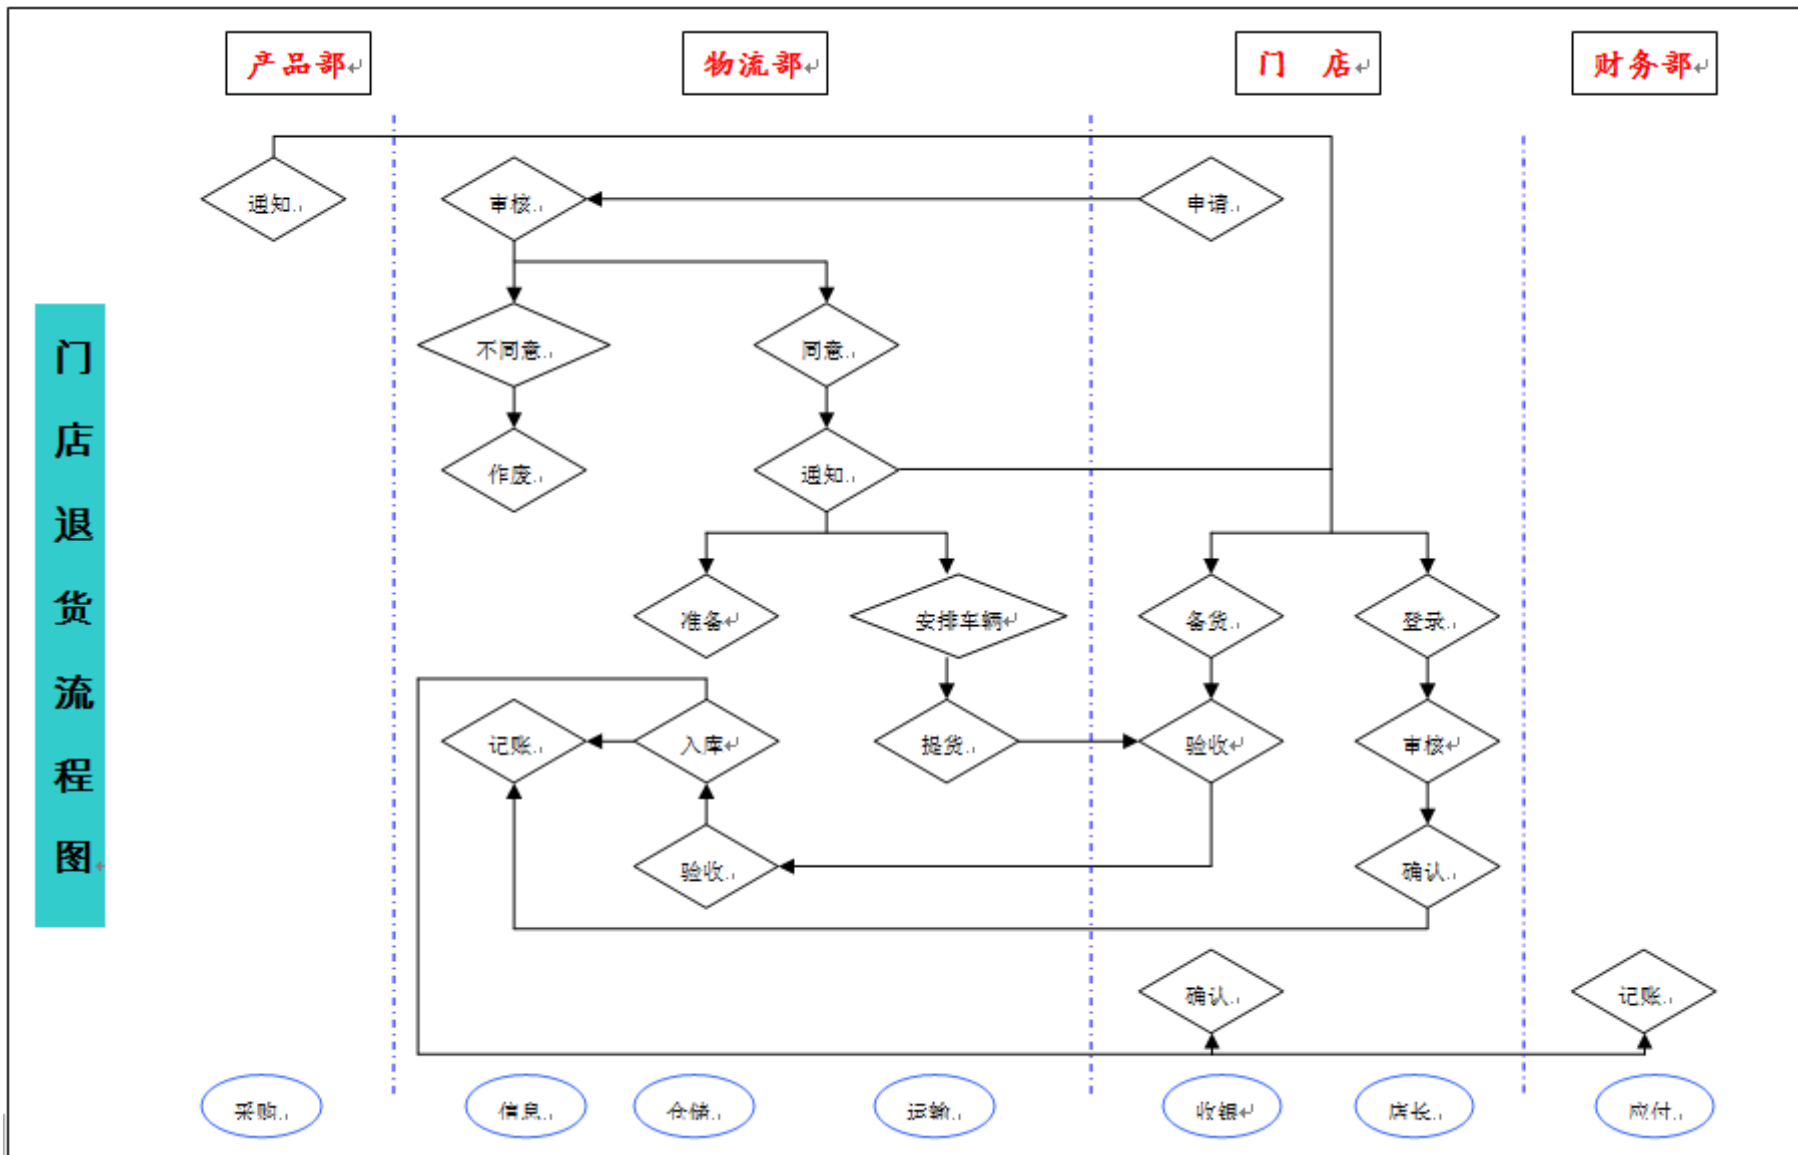 产品部
物流部
门 店
财务部
通知
审核
申请
不同意
同意
作废
通知
准备
安排车辆
备货
登录
记账
入库
提货
验收
审核
验收
确认
确认
记账
门店退货流程图
采购
信息
仓储
运输
收银
店长
应付